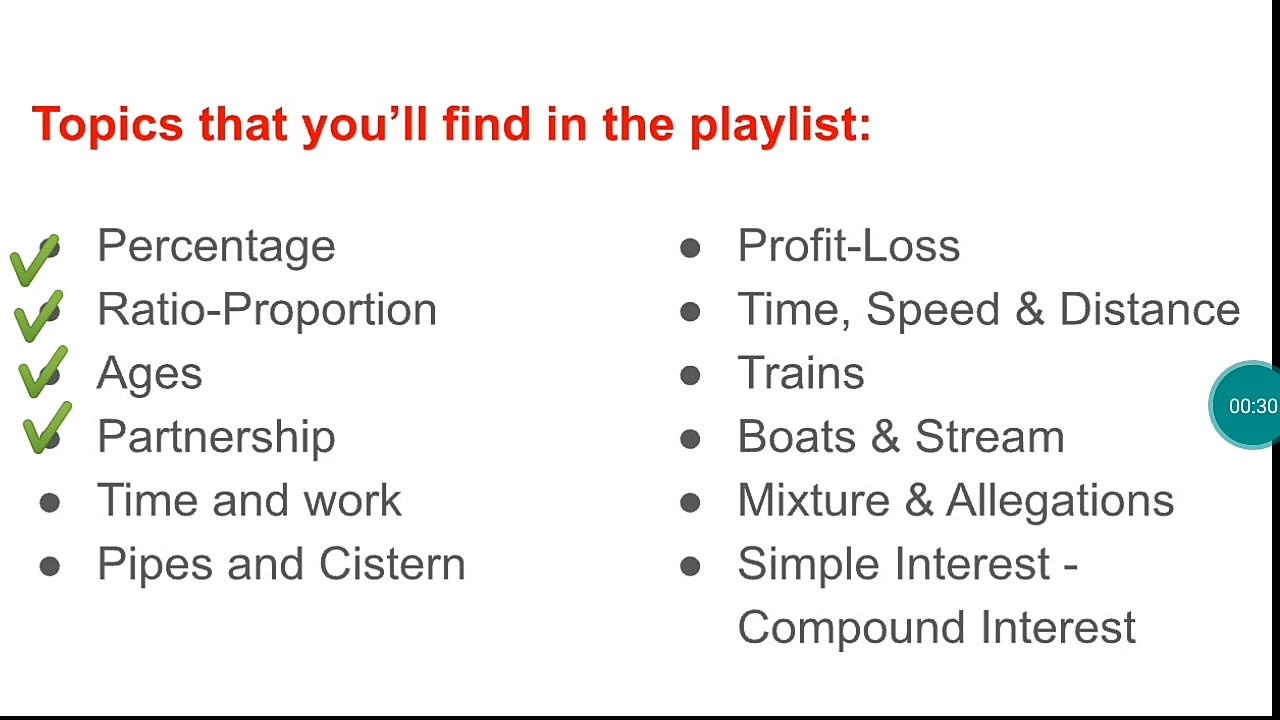 Topics that you’ll find in the playlist:
Percentage
Ratio-Proportion
Ages
Partnership
Time and work
Pipes and Cistern
Profit-Loss
Time, Speed & Distance
Trains
Boats & Stream
Mixture & Allegations
Simple Interest -
Compound Interest
00:30